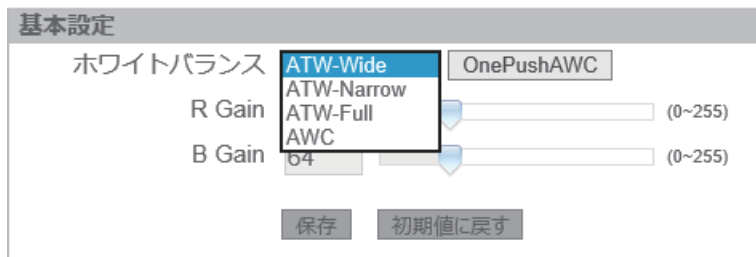 基本設定
ホワイトバランス ATW-Wide OnePushAWC
ATW-Narrow
R Gain ATW-Full (0~255)
AWC
B Gain 64 (0~255)
保存 初期値に戻す